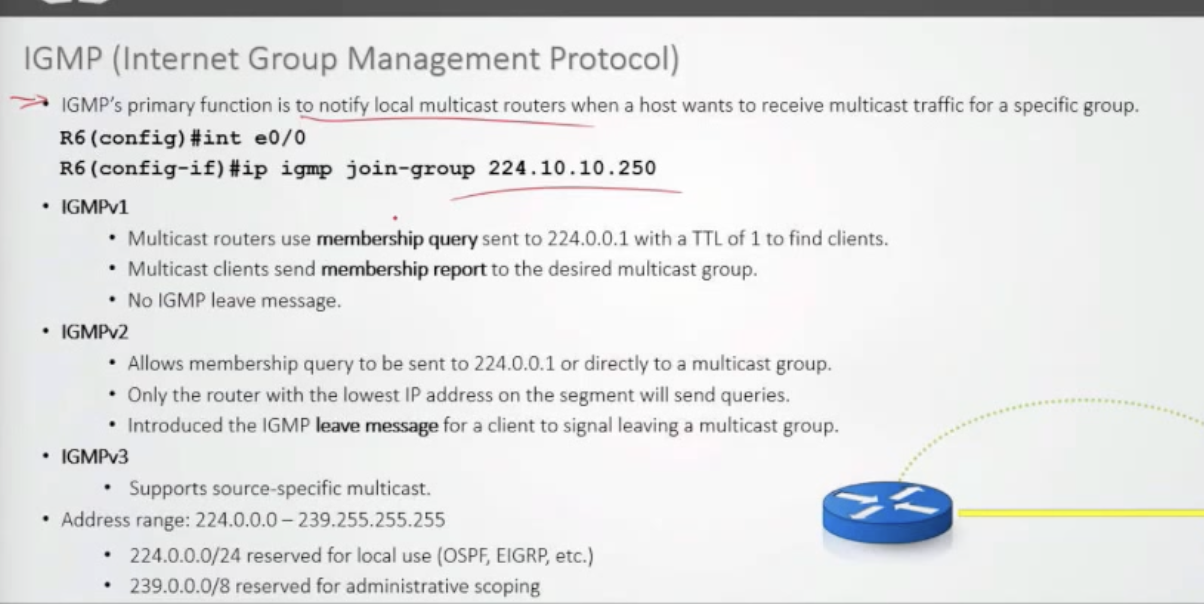 IGMP (Internet Group Management Protocol)
• IGMP's primary function is to notify local multicast routers when a host wants to receive multicast traffic for a specific group.
R6(config)#int e0/0
R6(config-if)#ip igmp join-group 224.10.10.250
• IGMPv1
• Multicast routers use membership query sent to 224.0.0.1 with a TTL of 1 to find clients.
• Multicast clients send membership report to the desired multicast group.
• No IGMP leave message.
• IGMPv2
• Allows membership query to be sent to 224.0.0.1 or directly to a multicast group.
• Only the router with the lowest IP address on the segment will send queries.
• Introduced the IGMP leave message for a client to signal leaving a multicast group.
• IGMPv3
• Supports source-specific multicast.
• Address range: 224.0.0.0 – 239.255.255.255
• 224.0.0.0/24 reserved for local use (OSPF, EIGRP, etc.)
• 239.0.0.0/8 reserved for administrative scoping